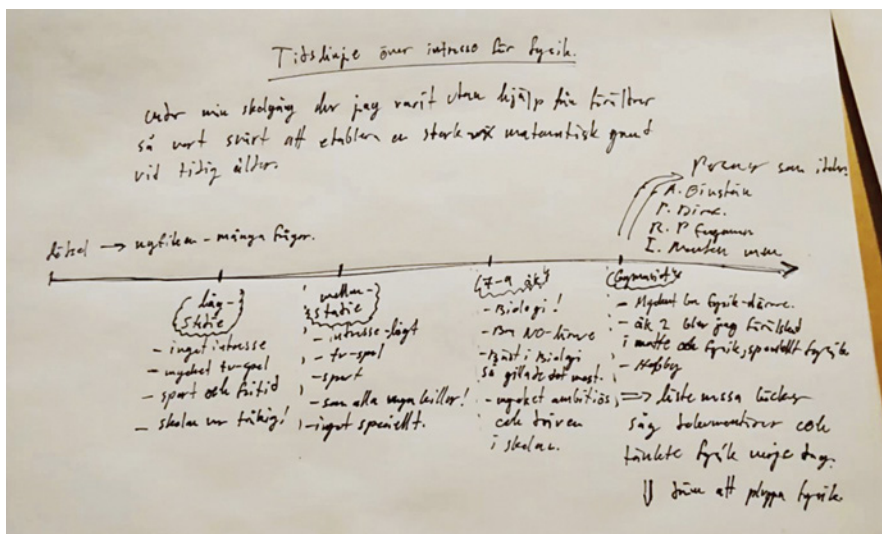 Tidslinje över intresse för fysik.
under min skolgång där jag varit utan hjälp från föräldrar
så vart svårt att etablera en stark matematisk grund
vid tidig ålder.
Personer som idoler:
A. Einstein
P. Dirac.
R. P Feynman
I. Newton mm
födsel → nyfiken - många frågor.
låg-
stadie
- inget intresse
- mycket tv-spel
- sport och fritid
- skolan var tråkig!
mellan-
stadie
- intresse - lågt
- tv-spel
- sport
- som alla unga killar!
- inget speciellt.
7-9 åk
- Biologi!
- Bra NO-lärare
- Bäst i Biologi
så gillade det mest.
- mycket ambitiös
och driven
i skolan.
Gymnasiet
- Mycket bra fysik-lärare.
- åk 2 blev jag förälskad
i matte och fysik, speciellt fysik
- Hobby
⇒ läste massa böcker
såg dokumentärer och
tänkte fysik varje dag.
⇓ dröm att plugga fysik.